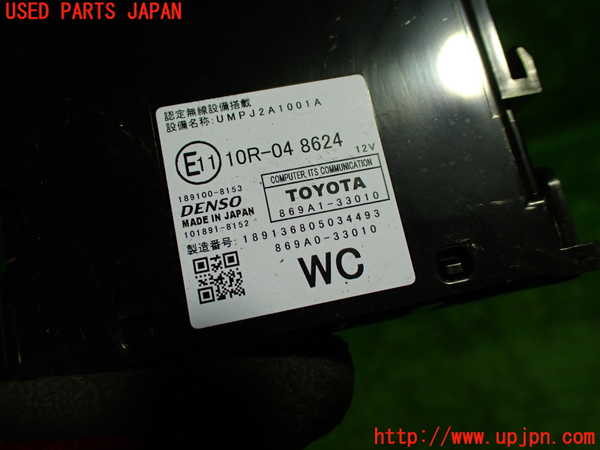 USED PARTS JAPAN
認定無線設備搭載
設備名称:UMPJ2A1001A
E11 10R-04 8624 12V
189100-8153
DENSO
MADE IN JAPAN
101891-8152
COMPUTER, ITS COMMUNICATION
TOYOTA
869A1-33010
製造番号: 189136805034493
869A0-33010
WC
http://www.upjpn.com/